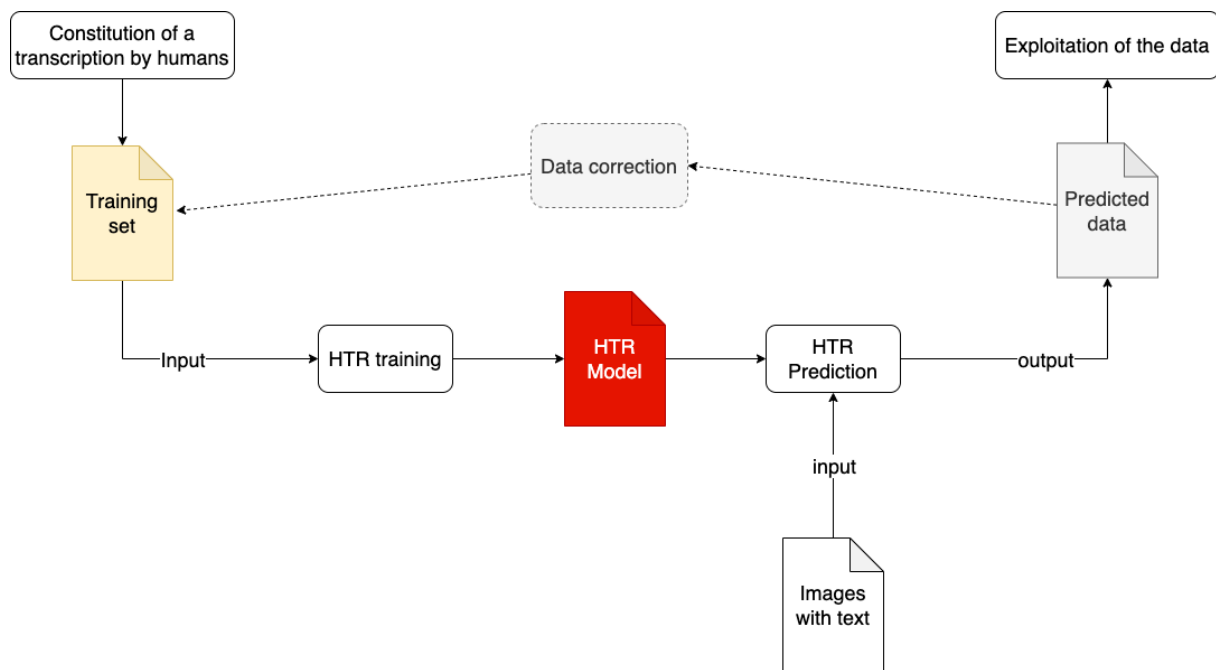 Constitution of a
transcription by humans
Exploitation of the data
Data correction
Training
set
Predicted
data
Input
HTR training
HTR
Model
HTR
Prediction
output
input
Images
with text